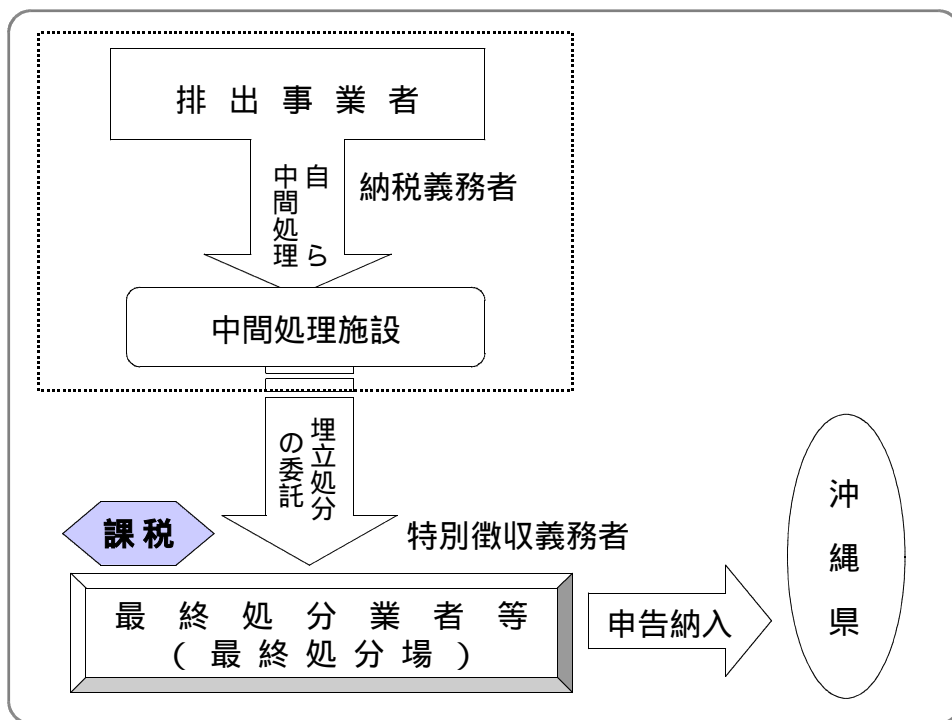 排出事業者
自ら
中間処理
納税義務者
中間処理施設
埋立処分
の委託
課税
特別徴収義務者
最終処分業者等
(最終処分場)
申告納入
沖縄県